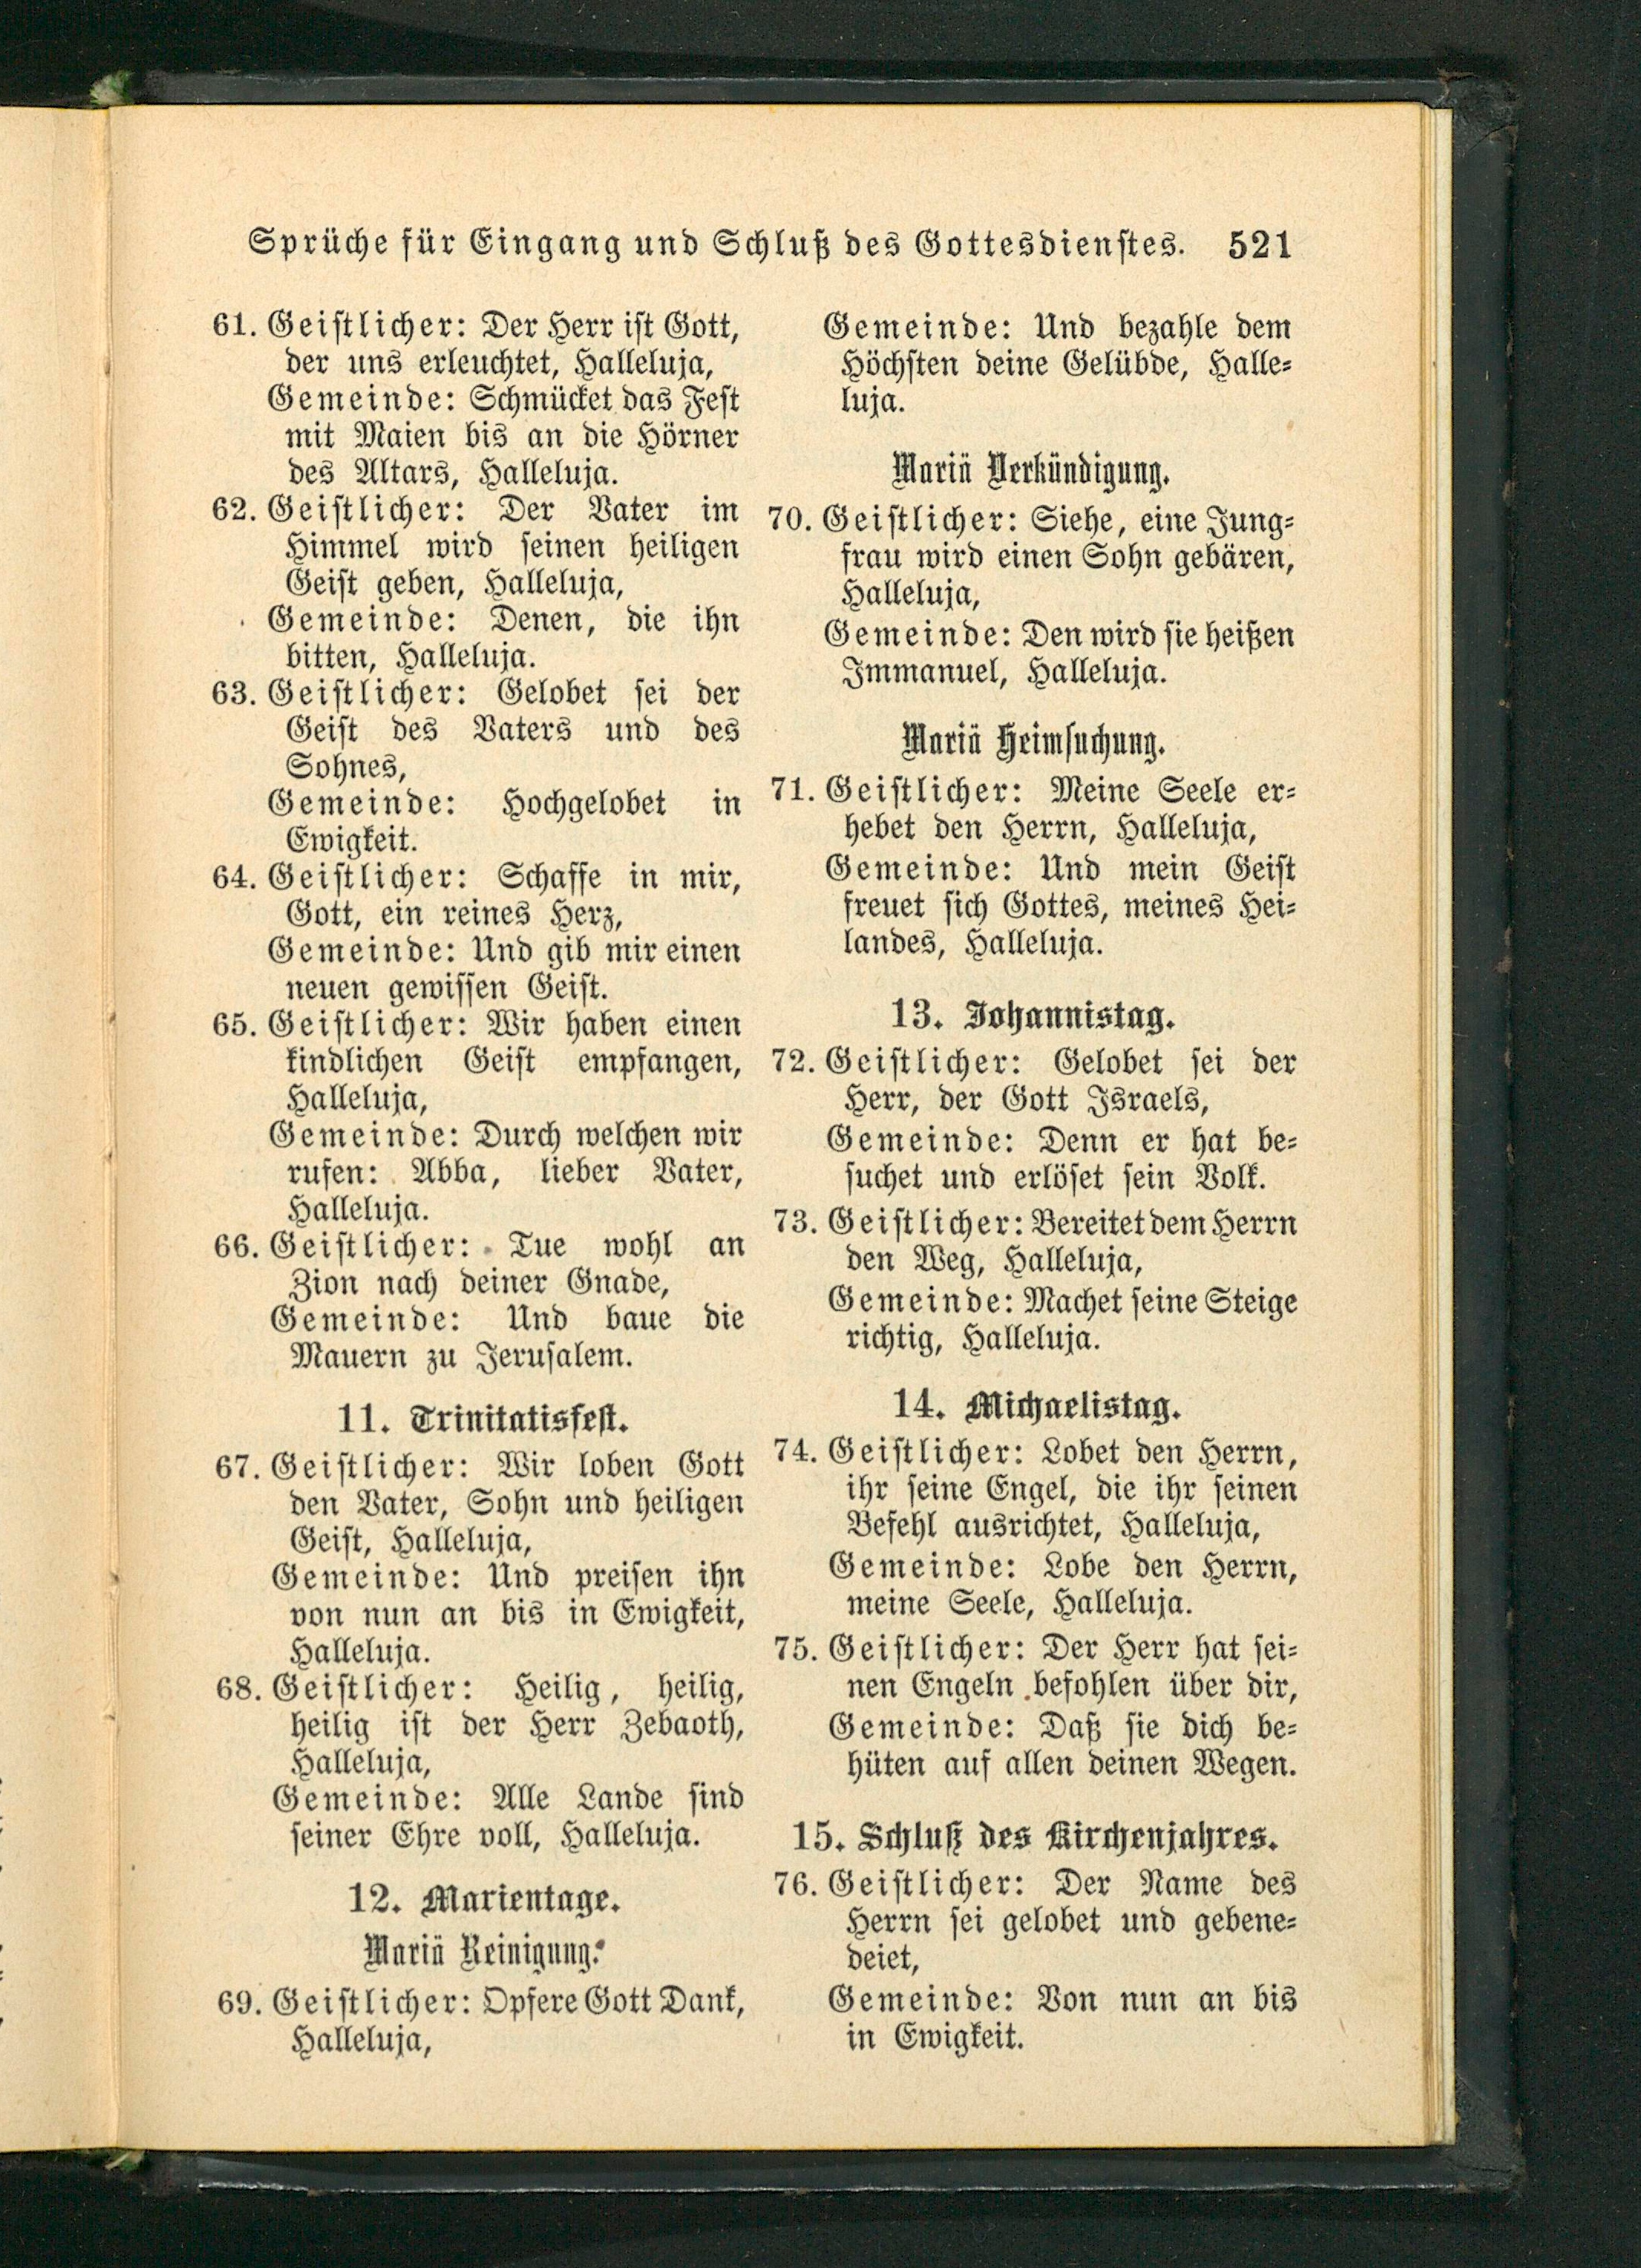 Sprüche für Eingang und Schluß des Gottesdienstes. 521
61. Geistlicher: Der Herr ist Gott,
der uns erleuchtet, Halleluja,
Gemeinde: Schmücket das Fest
mit Maien bis an die Hörner
des Altars, Halleluja.
62. Geistlicher: Der Vater im
Himmel wird seinen heiligen
Geist geben, Halleluja,
Gemeinde: Denen, die ihn
bitten, Halleluja.
63. Geistlicher: Gelobet sei der
Geist des Vaters und des
Sohnes,
Gemeinde: Hochgelobet in
Ewigkeit.
64. Geistlicher: Schaffe in mir,
Gott, ein reines Herz,
Gemeinde: Und gib mir einen
neuen gewissen Geist.
65. Geistlicher: Wir haben einen
kindlichen Geist empfangen,
Halleluja,
Gemeinde: Durch welchen wir
rufen: Abba, lieber Vater,
Halleluja.
66. Geistlicher: Tue wohl an
Zion nach deiner Gnade,
Gemeinde: Und baue die
Mauern zu Jerusalem.
11. Trinitatisfest.
67. Geistlicher: Wir loben Gott
den Vater, Sohn und heiligen
Geist, Halleluja,
Gemeinde: Und preisen ihn
von nun an bis in Ewigkeit,
Halleluja.
68. Geistlicher: Heilig, heilig,
heilig ist der Herr Zebaoth,
Halleluja,
Gemeinde: Alle Lande sind
seiner Ehre voll, Halleluja.
12. Marientage.
Mariä Reinigung.
69. Geistlicher: Opfere Gott Dank,
Halleluja,
Gemeinde: Und bezahle dem
Höchsten deine Gelübde, Halle-
luja.
Mariä Verkündigung.
70. Geistlicher: Siehe, eine Jung-
frau wird einen Sohn gebären,
Halleluja,
Gemeinde: Den wird sie heißen
Immanuel, Halleluja.
Mariä Heimsuchung.
71. Geistlicher: Meine Seele er-
hebet den Herrn, Halleluja,
Gemeinde: Und mein Geist
freuet sich Gottes, meines Hei-
landes, Halleluja.
13. Johannistag.
72. Geistlicher: Gelobet sei der
Herr, der Gott Israels,
Gemeinde: Denn er hat be-
suchet und erlöset sein Volk.
73. Geistlicher: Bereitet dem Herrn
den Weg, Halleluja,
Gemeinde: Machet seine Steige
richtig, Halleluja.
14. Michaelistag.
74. Geistlicher: Lobet den Herrn,
ihr seine Engel, die ihr seinen
Befehl ausrichtet, Halleluja,
Gemeinde: Lobe den Herrn,
meine Seele, Halleluja.
75. Geistlicher: Der Herr hat sei-
nen Engeln befohlen über dir,
Gemeinde: Daß sie dich be-
hüten auf allen deinen Wegen.
15. Schluß des Kirchenjahres.
76. Geistlicher: Der Name des
Herrn sei gelobet und gebene-
deiet,
Gemeinde: Von nun an bis
in Ewigkeit.